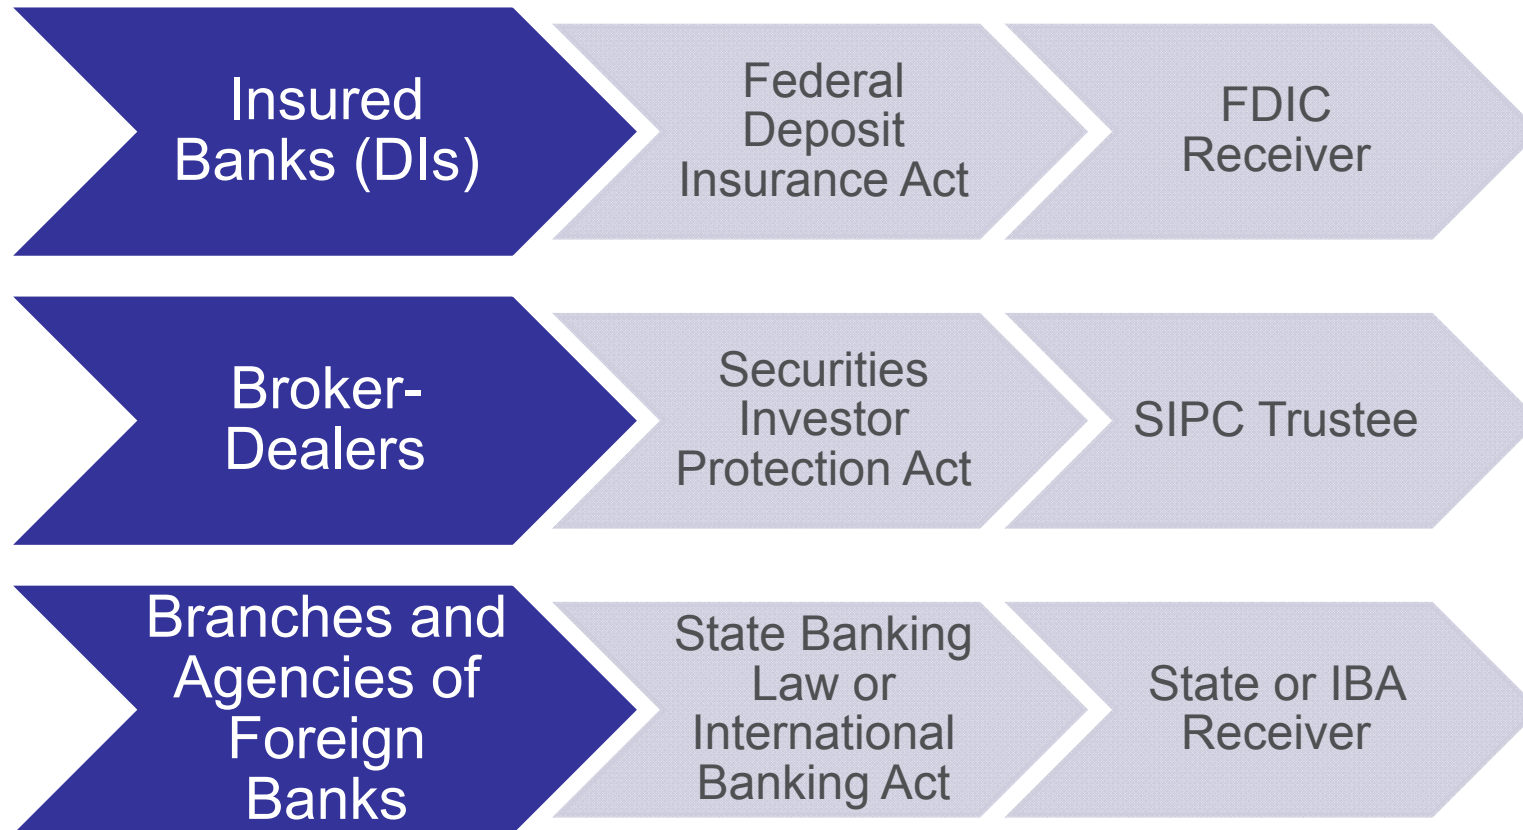 Insured
Banks (DIs)
Federal
Deposit
Insurance Act
FDIC
Receiver
Broker-
Dealers
Securities
Investor
Protection Act
SIPC Trustee
Branches and
Agencies of
Foreign
Banks
State Banking
Law or
International
Banking Act
State or IBA
Receiver